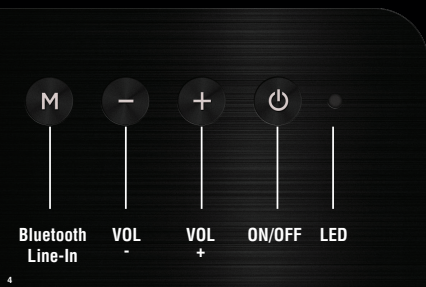 M - +
Bluetooth VOL VOL ON/OFF LED
Line-In - +
4